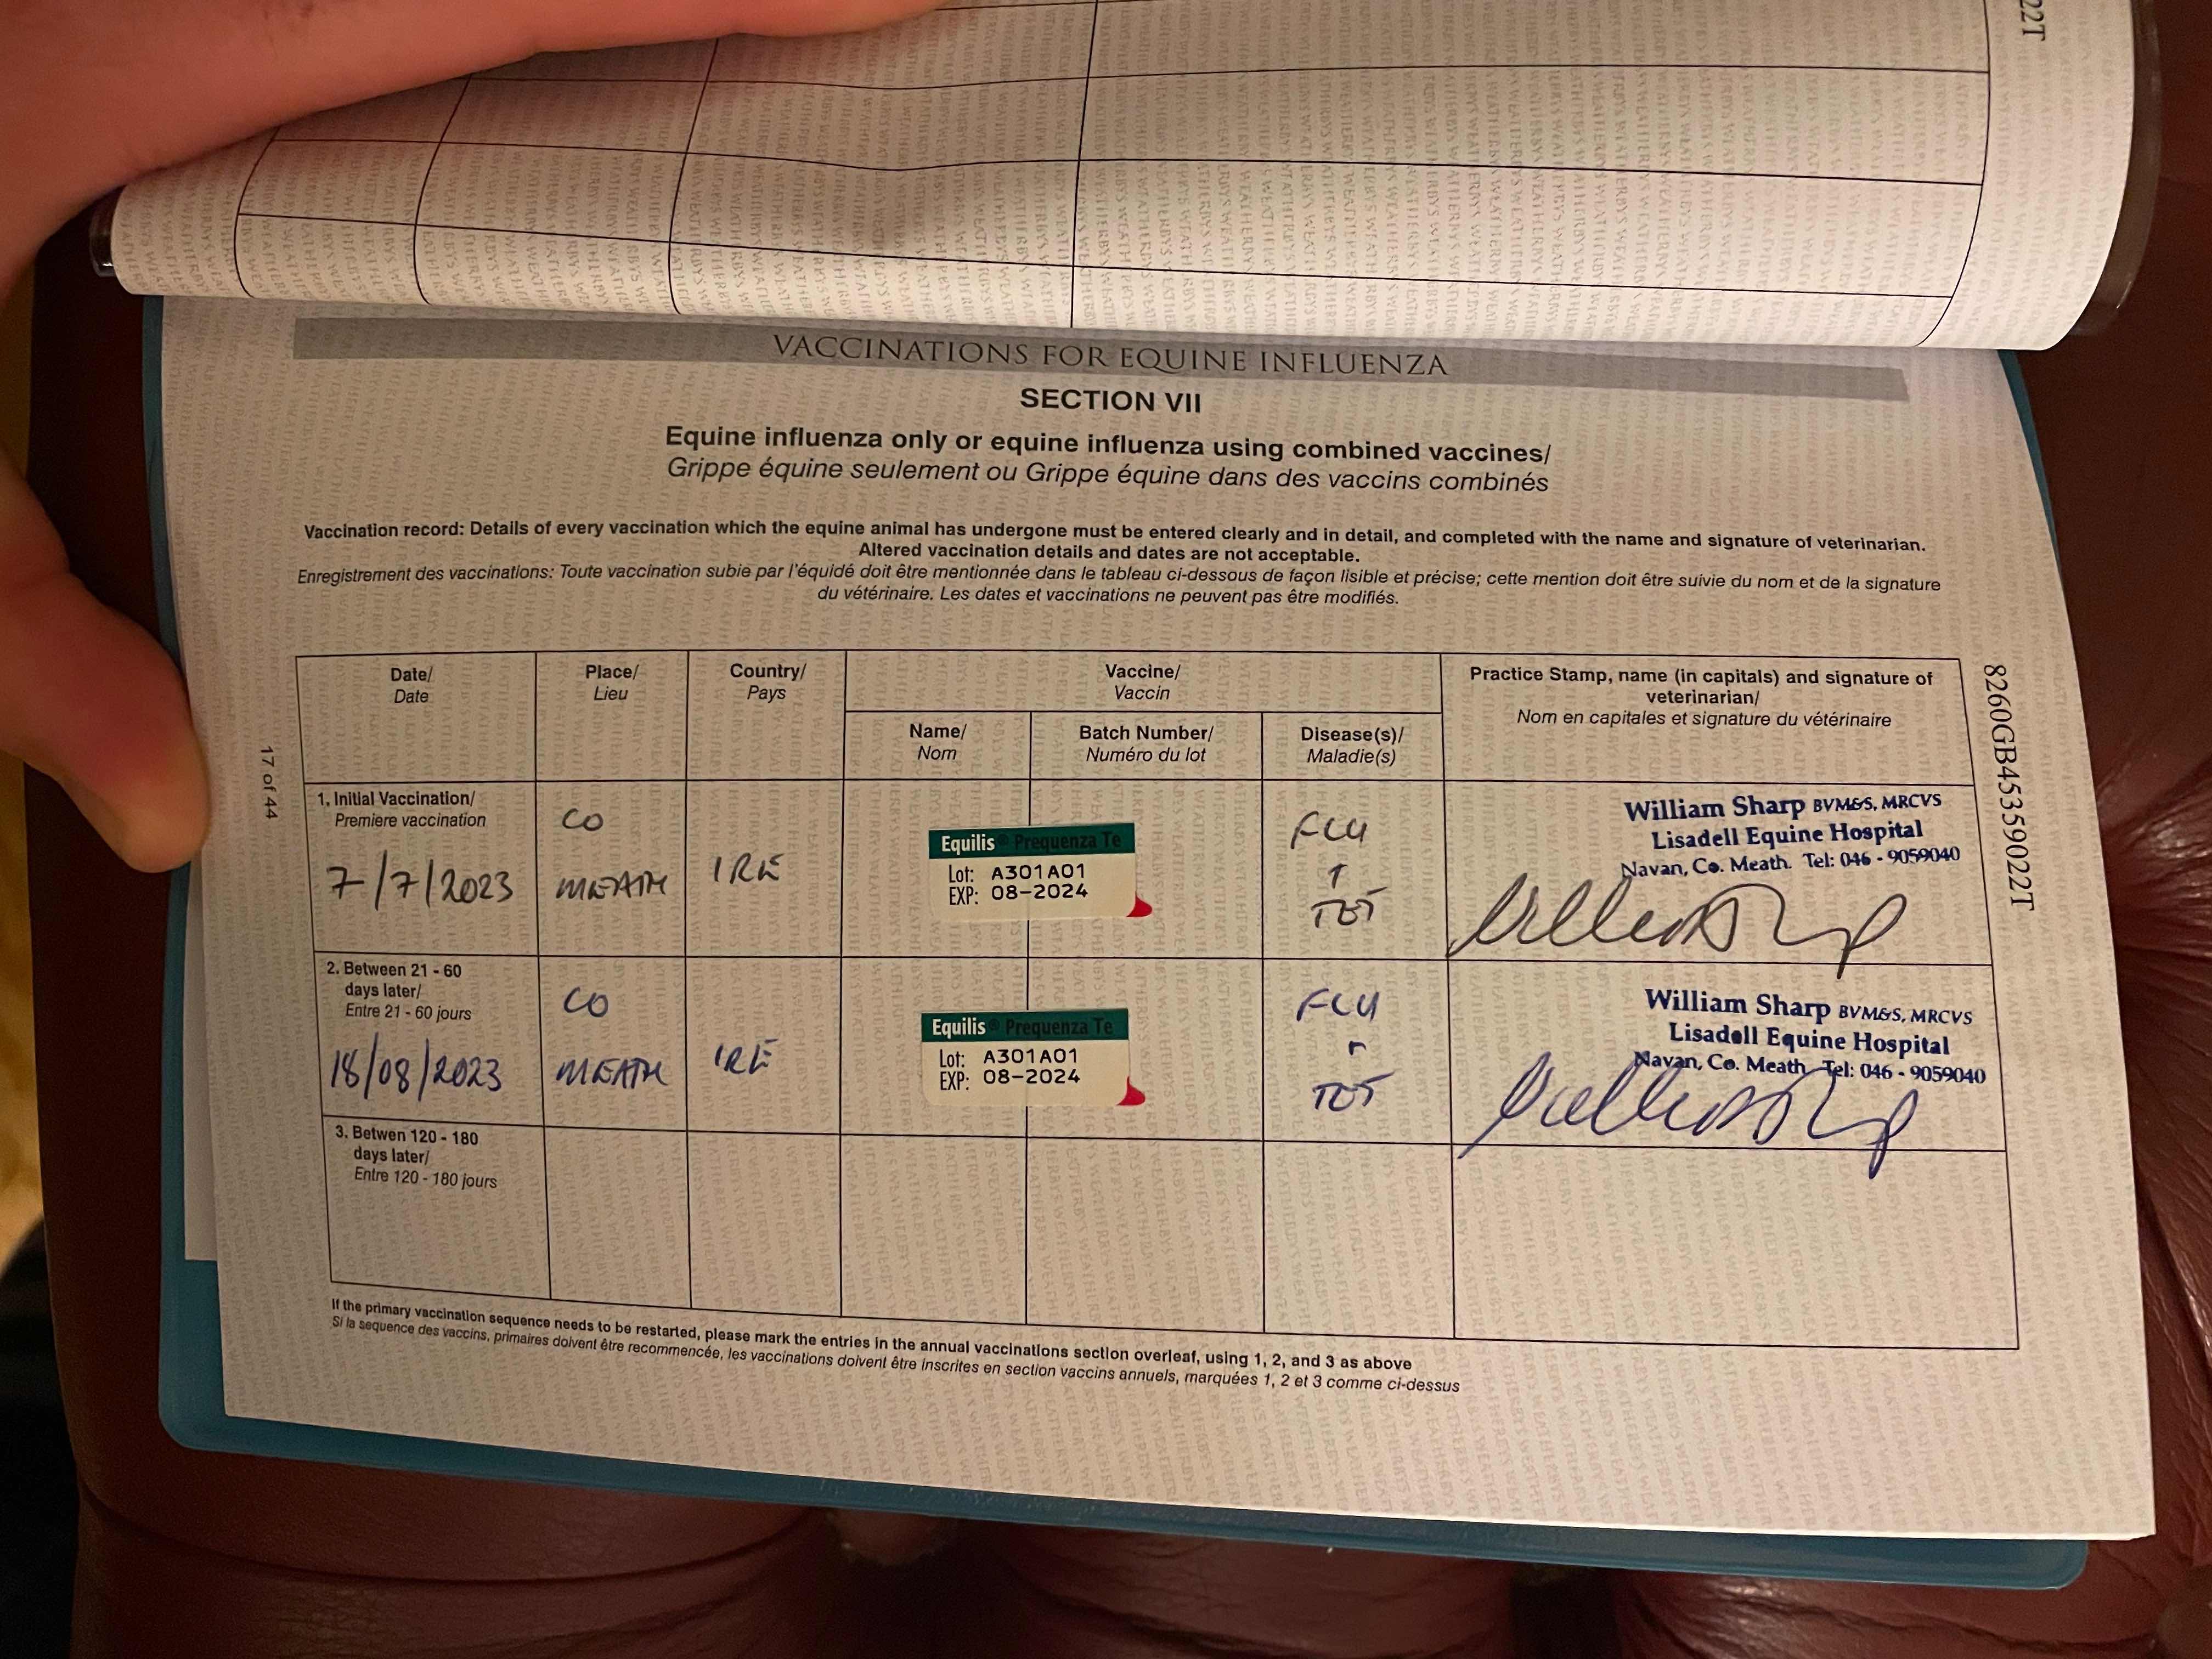 22T
VACCINATIONS FOR EQUINE INFLUENZA
SECTION VII
Equine influenza only or equine influenza using combined vaccines/
Grippe équine seulement ou Grippe équine dans des vaccins combinés
Vaccination record: Details of every vaccination which the equine animal has undergone must be entered clearly and in detail, and completed with the name and signature of veterinarian.
Altered vaccination details and dates are not acceptable.
Enregistrement des vaccinations: Toute vaccination subie par l'équidé doit être mentionnée dans le tableau ci-dessous de façon lisible et précise; cette mention doit être suivie du nom et de la signature
du vétérinaire. Les dates et vaccinations ne peuvent pas être modifiés.
Date/
Date
Place/
Lieu
Country/
Pays
Vaccine/
Vaccin
Name/
Nom
Batch Number/
Numéro du lot
Disease(s)/
Maladie(s)
Practice Stamp, name (in capitals) and signature of
veterinarian/
Nom en capitales et signature du vétérinaire
1. Initial Vaccination/
Premiere vaccination
7/7/2023
CO
MEATH
IRE
Equilis® Prequenza Te
Lot: A301A01
EXP: 08-2024
FLU
TET
William Sharp BVM&S, MRCVS
Lisadell Equine Hospital
Navan, Co. Meath. Tel: 046 - 9059040
2. Between 21 - 60
days later/
Entre 21 - 60 jours
18/08/2023
CO
MEATH
IRE
Equilis® Prequenza Te
Lot: A301A01
EXP: 08-2024
FLU
TET
William Sharp BVM&S, MRCVS
Lisadell Equine Hospital
Navan, Co. Meath Tel: 046 - 9059040
3. Betwen 120 - 180
days later/
Entre 120 - 180 jours
If the primary vaccination sequence needs to be restarted, please mark the entries in the annual vaccinations section overleaf, using 1, 2, and 3 as above
Si la sequence des vaccins, primaires doivent être recommencée, les vaccinations doivent être inscrites en section vaccins annuels, marquées 1, 2 et 3 comme ci-dessus
17 of 44
8260GB45359022T